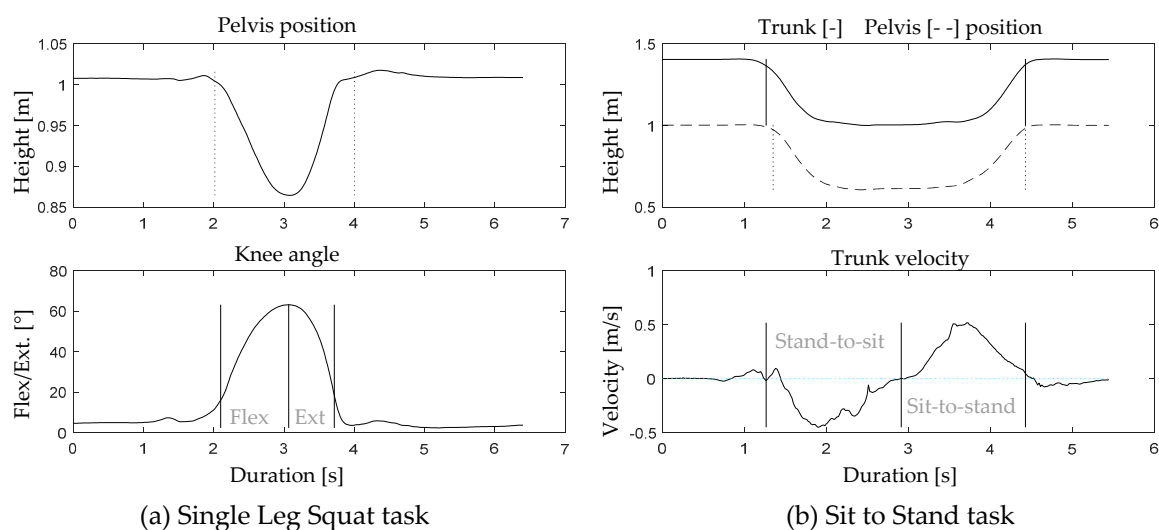 Pelvis position
1.05
1
0.95
0.9
0.85
Height [m]
0 1 2 3 4 5 6 7
Knee angle
80
60
40
20
0
Flex/Ext. [°]
Flex Ext
0 1 2 3 4 5 6 7
Duration [s]
(a) Single Leg Squat task
Trunk [-] Pelvis [- -] position
1.5
1
0.5
Height [m]
0 1 2 3 4 5 6
Trunk velocity
1
0.5
0
-0.5
Velocity [m/s]
Stand-to-sit
Sit-to-stand
0 1 2 3 4 5 6
Duration [s]
(b) Sit to Stand task